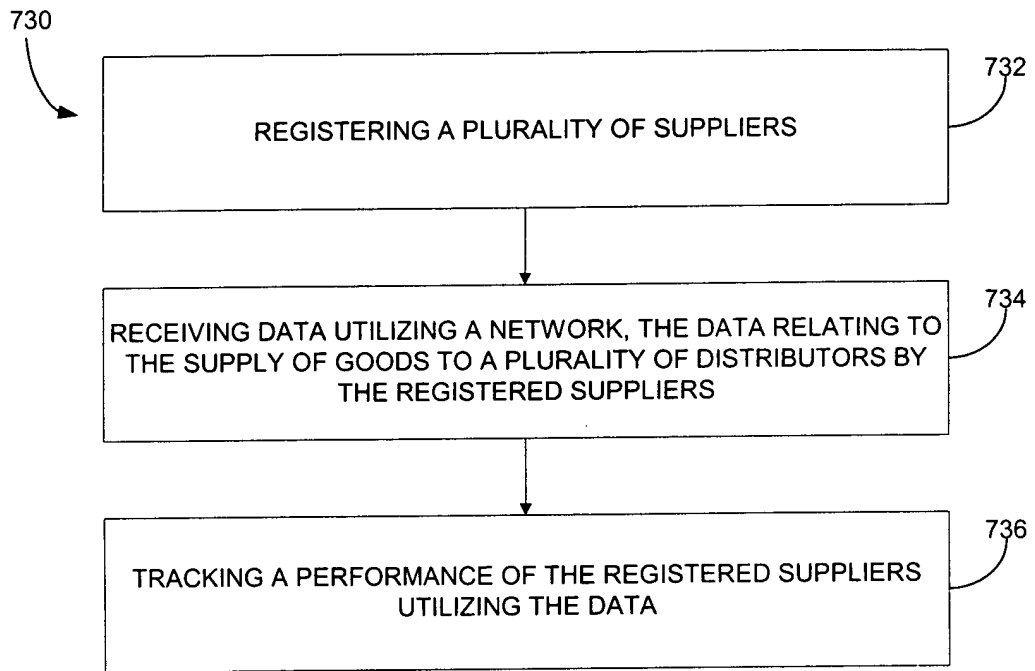 730
732
REGISTERING A PLURALITY OF SUPPLIERS
734
RECEIVING DATA UTILIZING A NETWORK, THE DATA RELATING TO
THE SUPPLY OF GOODS TO A PLURALITY OF DISTRIBUTORS BY
THE REGISTERED SUPPLIERS
736
TRACKING A PERFORMANCE OF THE REGISTERED SUPPLIERS
UTILIZING THE DATA